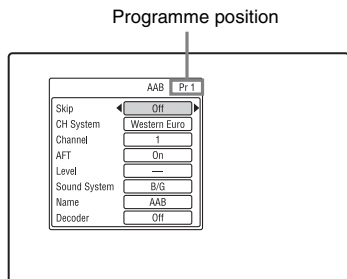 Programme position
AAB Pr 1
Skip Off
CH System Western Euro
Channel 1
AFT On
Level —
Sound System B/G
Name AAB
Decoder Off